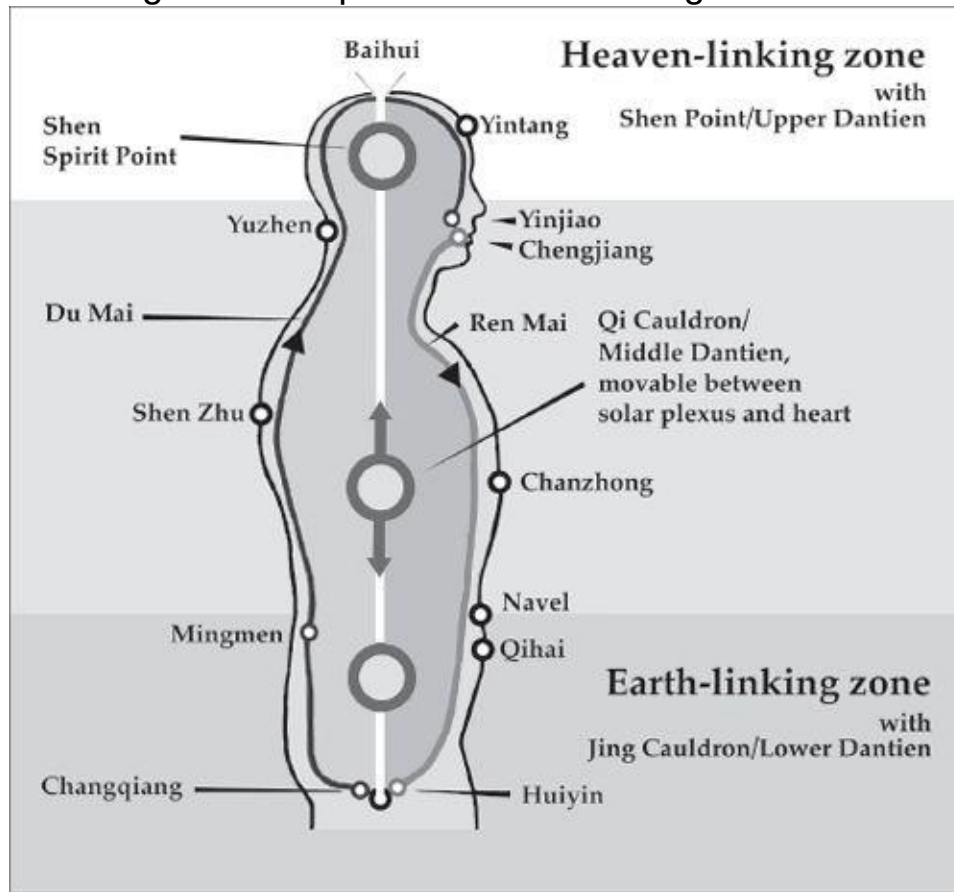 Baihui
Heaven-linking zone
with
Shen Point/Upper Dantien
Shen
Spirit Point
Yintang
Yuzhen
Yinjiao
Chengjiang
Du Mai
Ren Mai
Qi Cauldron/
Middle Dantien,
movable between
solar plexus and heart
Shen Zhu
Chanzhong
Navel
Mingmen
Qihai
Earth-linking zone
with
Jing Cauldron/Lower Dantien
Changqiang
Huiyin